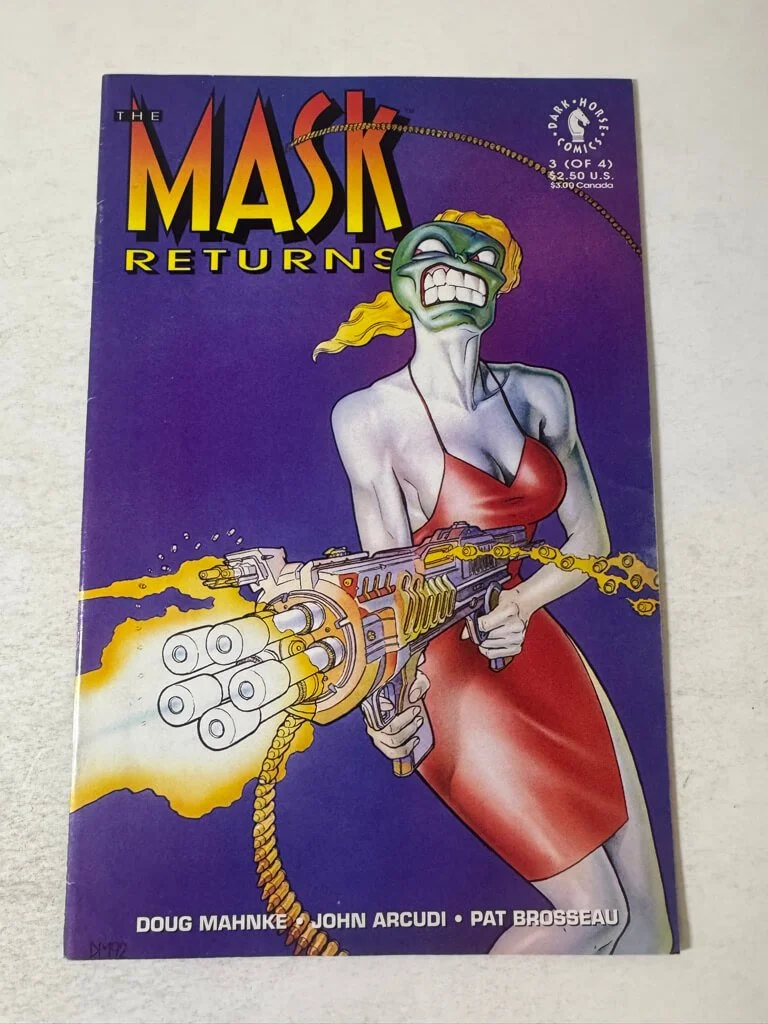 THE
MASK
RETURNS
DARK • HORSE
COMICS
3 (OF 4)
$2.50 U.S.
$3.00 Canada
DOUG MAHNKE • JOHN ARCUDI • PAT BROSSEAU